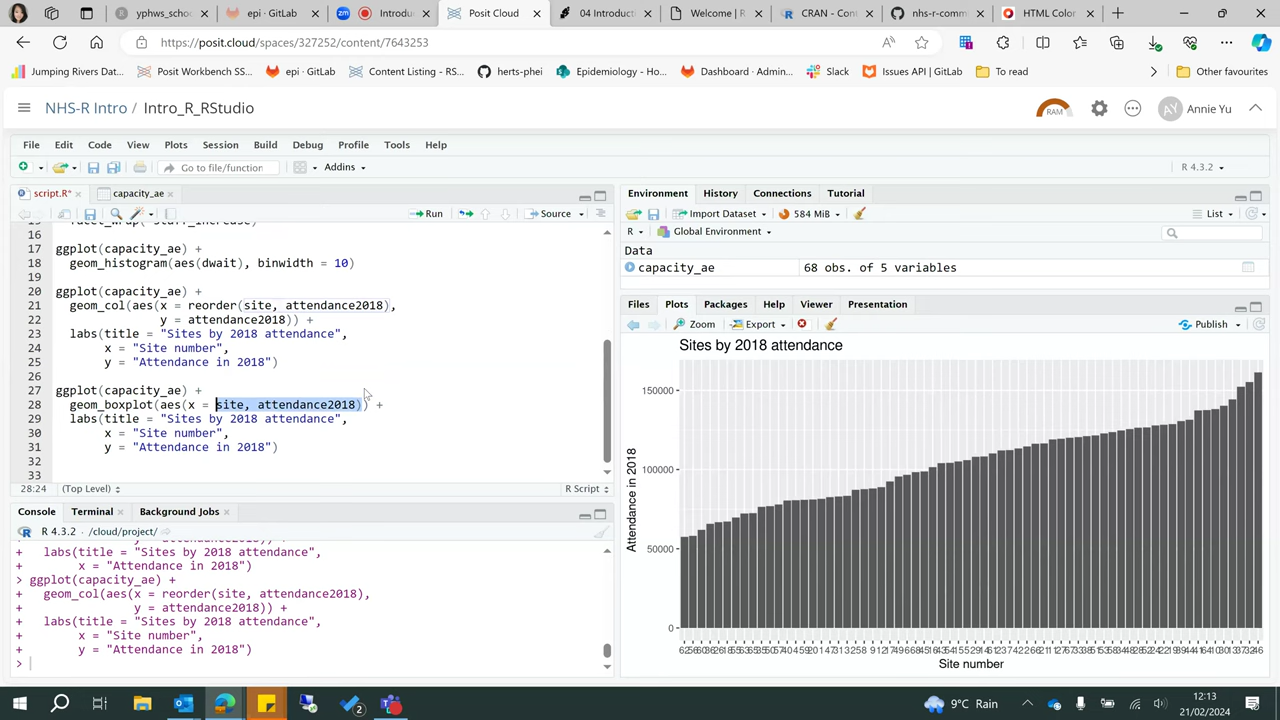 yphws_scho
epi · GitLab
Introdu
Posit Cloud
04 Introducti
Welcome | R
CRAN - Con
nhs-r-comm
HTML Color
https://posit.cloud/spaces/327252/content/7643253
Jumping Rivers Dat...
Posit Workbench SS...
epi · GitLab
Content Listing - RS...
herts-phei
Epidemiology - Ho...
Dashboard · Admin...
Slack
Issues API | GitLab
To read
Other favourites
NHS-R Intro / Intro_R_RStudio
RAM
AY
Annie Yu
File Edit Code View Plots Session Build Debug Profile Tools Help
Go to file/function
Addins
R 4.3.2
script.R*
capacity_ae
Run
Source
16
17 ggplot(capacity_ae) +
18 geom_histogram(aes(dwait), binwidth = 10)
19
20 ggplot(capacity_ae) +
21 geom_col(aes(x = reorder(site, attendance2018),
22 y = attendance2018)) +
23 labs(title = "Sites by 2018 attendance",
24 x = "Site number",
25 y = "Attendance in 2018")
26
27 ggplot(capacity_ae) +
28 geom_boxplot(aes(x = site, attendance2018)) +
29 labs(title = "Sites by 2018 attendance",
30 x = "Site number",
31 y = "Attendance in 2018")
32
33
28:24 (Top Level)
R Script
Console Terminal Background Jobs
R 4.3.2 · /cloud/project/
+ labs(title = "Sites by 2018 attendance",
+ x = "Attendance in 2018")
> ggplot(capacity_ae) +
+ geom_col(aes(x = reorder(site, attendance2018),
+ y = attendance2018)) +
+ labs(title = "Sites by 2018 attendance",
+ x = "Site number",
+ y = "Attendance in 2018")
>
Environment History Connections Tutorial
Import Dataset
584 MiB
List
R
Global Environment
Data
capacity_ae 68 obs. of 5 variables
Files Plots Packages Help Viewer Presentation
Zoom
Export
Publish
Sites by 2018 attendance
150000
100000
50000
0
Attendance in 2018
Site number
2
9°C Rain
12:13
21/02/2024